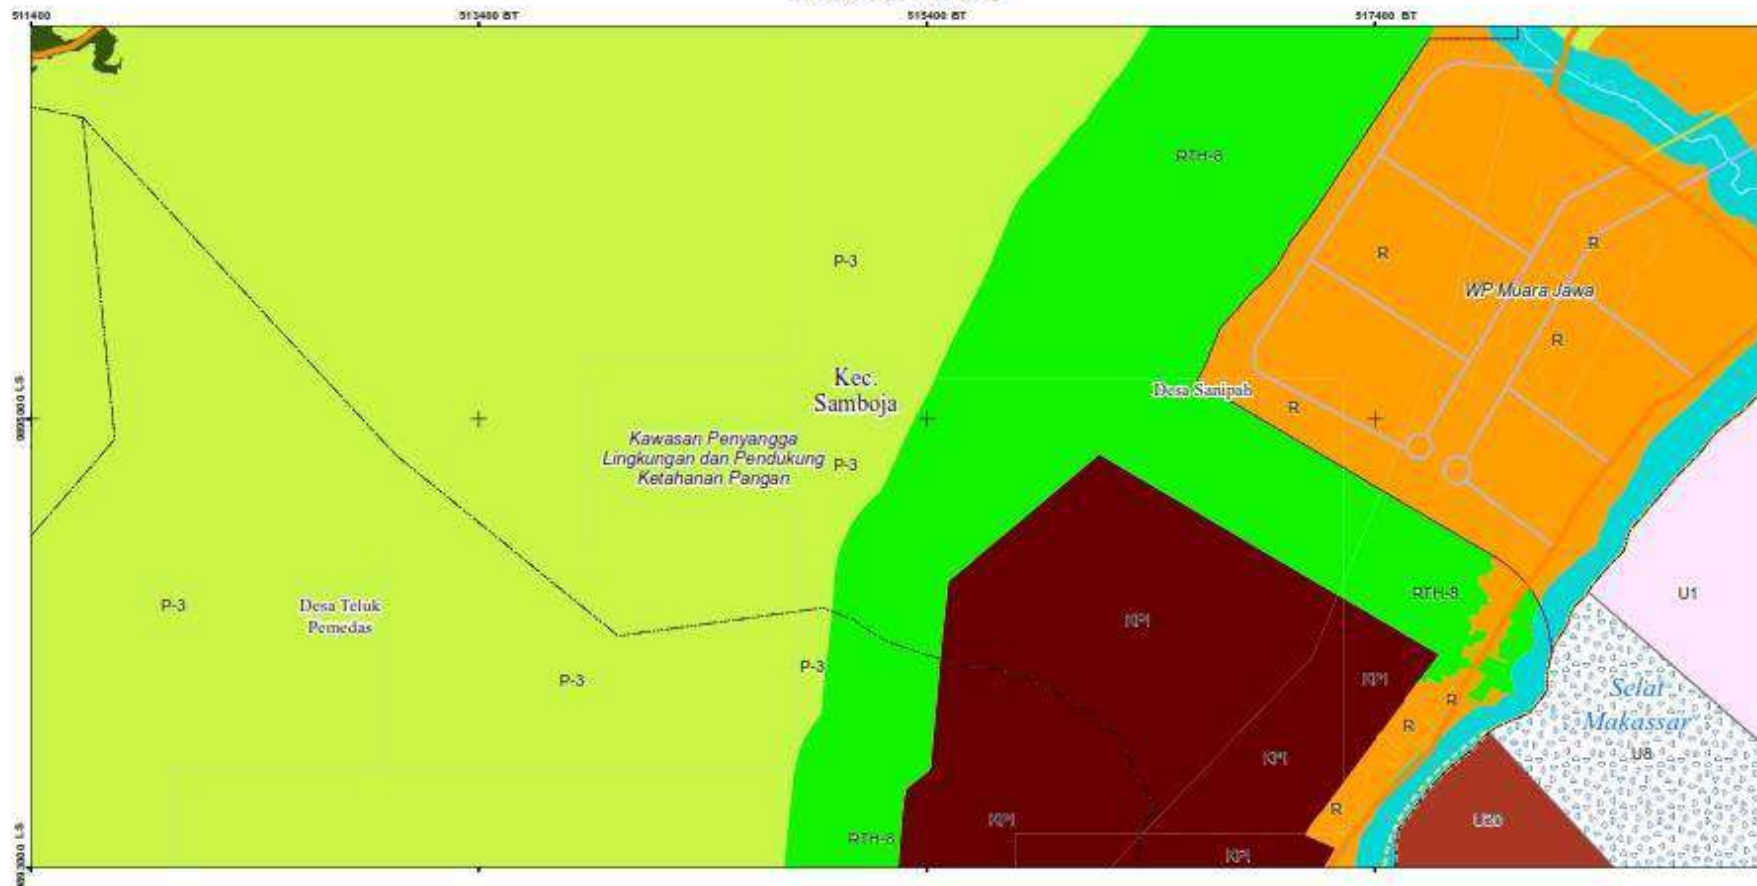 511400
513400 BT
515400 BT
517400 BT
RTH-8
R
R
P-3
WP Muara Jawa
R
Kec.
Samboja
Desa Sanipah
R
Kawasan Penyangga
Lingkungan dan Pendukung
Ketahanan Pangan
P-3
P-3
Desa Teluk
Pemedas
RTH-8
U1
KPI
P-3
P-3
KPI
R
R
Selat
Makassar
U8
KPI
R
KPI
U20
RTH-8
KPI